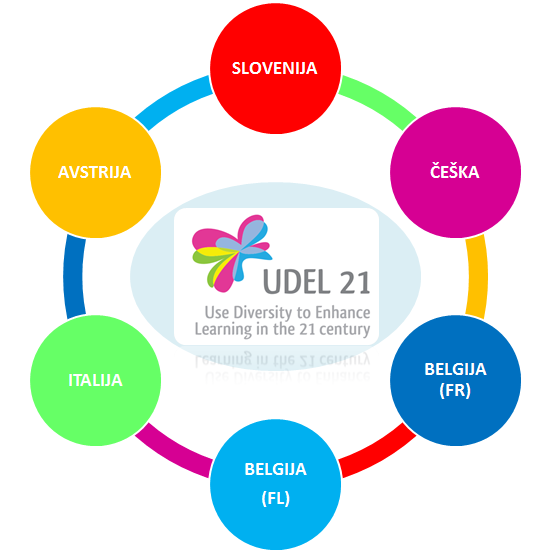 SLOVENIJA
ČEŠKA
BELGIJA
(FR)
BELGIJA
(FL)
ITALIJA
AVSTRIJA
UDEL 21
Use Diversity to Enhance
Learning in the 21 century